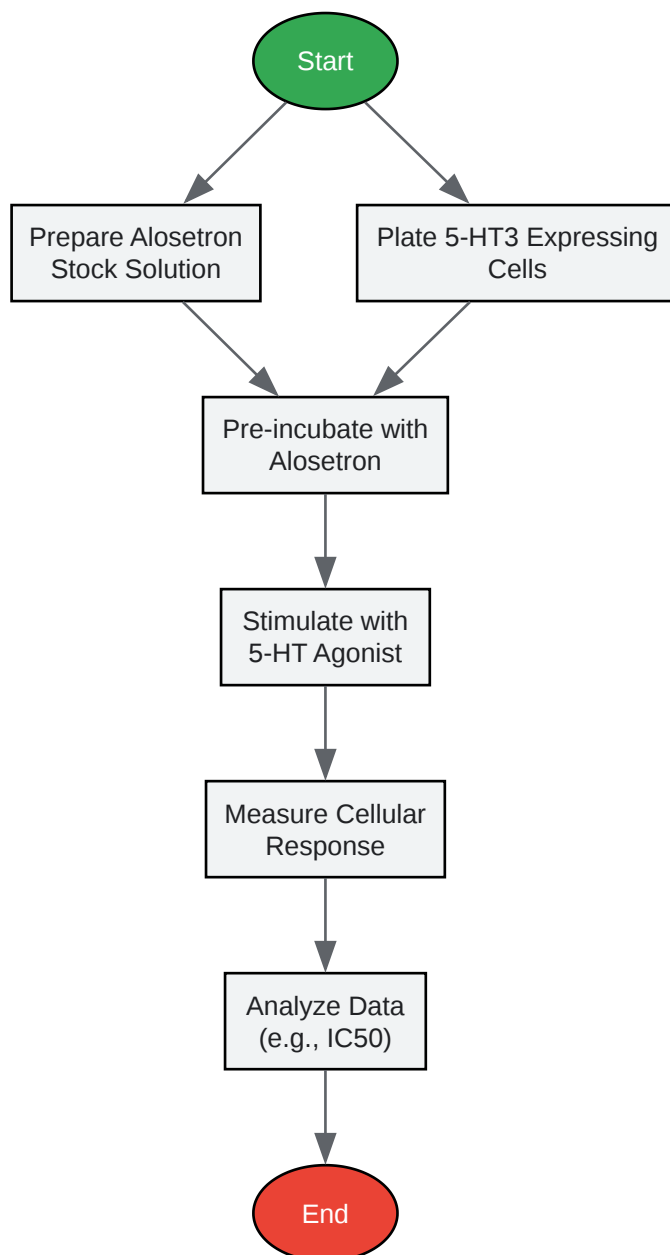 Start
Prepare Alosetron
Stock Solution
Plate 5-HT3 Expressing
Cells
Pre-incubate with
Alosetron
Stimulate with
5-HT Agonist
Measure Cellular
Response
Analyze Data
(e.g., IC50)
End